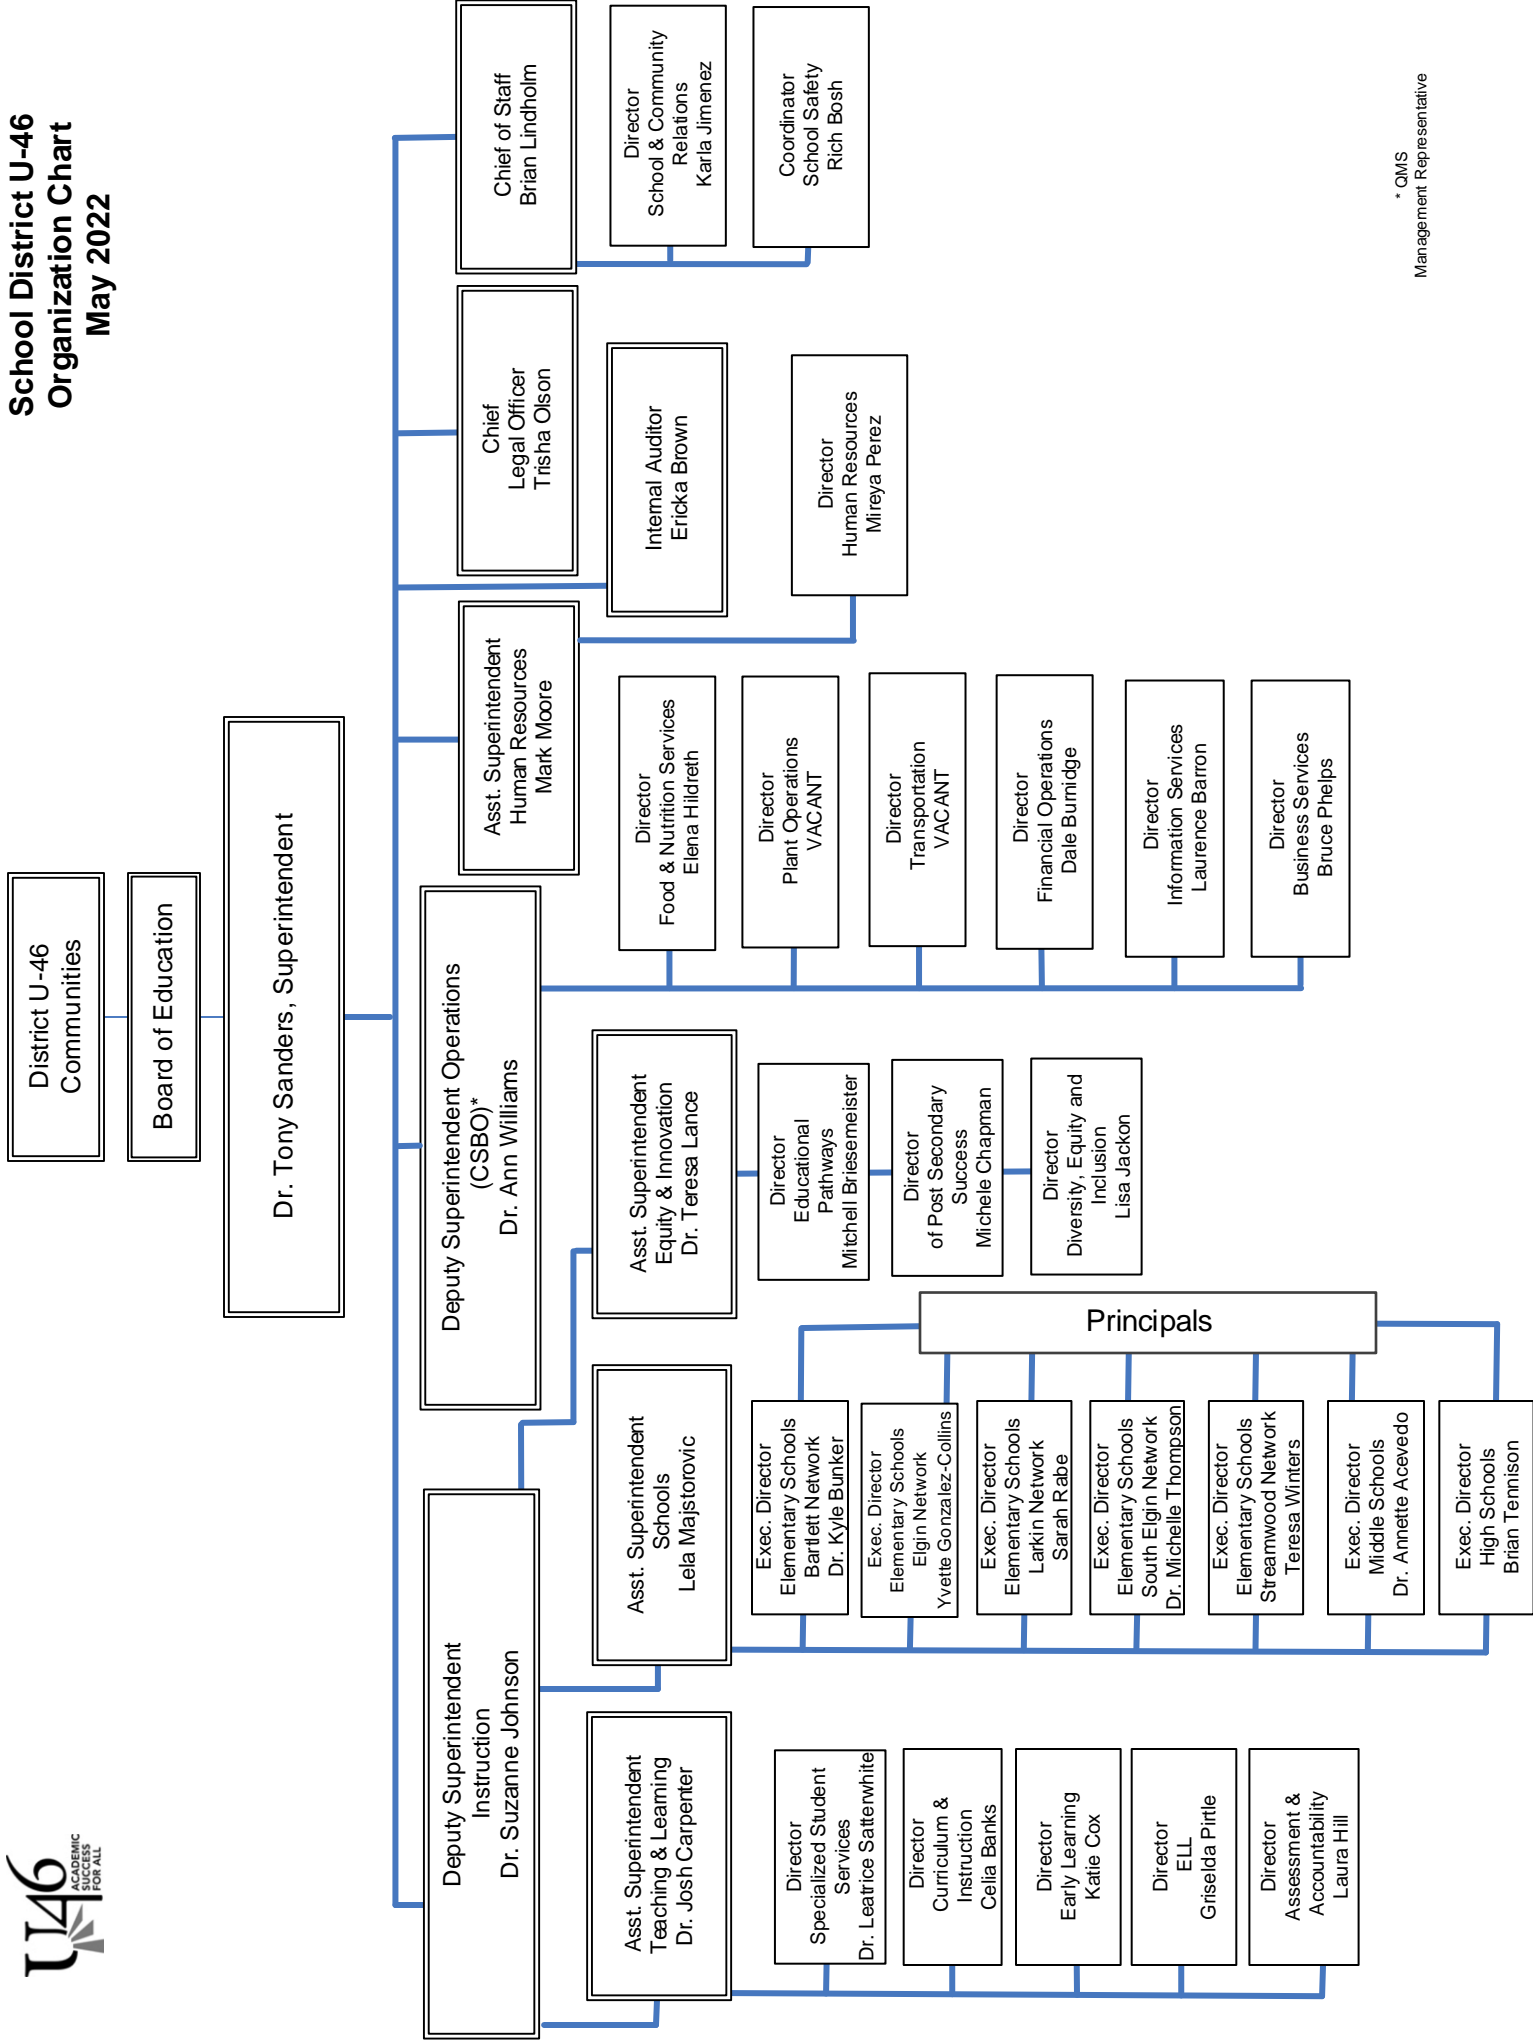 U46
ACADEMIC
SUCCESS
FOR ALL
School District U-46
Organization Chart
May 2022
District U-46
Communities
Board of Education
Dr. Tony Sanders, Superintendent
Deputy Superintendent
Instruction
Dr. Suzanne Johnson
Deputy Superintendent Operations
(CSBO)*
Dr. Ann Williams
Asst. Superintendent
Human Resources
Mark Moore
Chief
Legal Officer
Trisha Olson
Chief of Staff
Brian Lindholm
Internal Auditor
Ericka Brown
Asst. Superintendent
Teaching & Learning
Dr. Josh Carpenter
Asst. Superintendent
Schools
Lela Majstorovic
Asst. Superintendent
Equity & Innovation
Dr. Teresa Lance
Director
Specialized Student
Services
Dr. Leatrice Satterwhite
Director
Curriculum &
Instruction
Celia Banks
Director
Early Learning
Katie Cox
Director
ELL
Griselda Pirtle
Director
Assessment &
Accountability
Laura Hill
Exec. Director
Elementary Schools
Bartlett Network
Dr. Kyle Bunker
Exec. Director
Elementary Schools
Elgin Network
Yvette Gonzalez-Collins
Exec. Director
Elementary Schools
Larkin Network
Sarah Rabe
Exec. Director
Elementary Schools
South Elgin Network
Dr. Michelle Thompson
Exec. Director
Elementary Schools
Streamwood Network
Teresa Winters
Exec. Director
Middle Schools
Dr. Annette Acevedo
Exec. Director
High Schools
Brian Tennison
Principals
Director
Educational
Pathways
Mitchell Briesemeister
Director
of Post Secondary
Success
Michele Chapman
Director
Diversity, Equity and
Inclusion
Lisa Jackon
Director
Food & Nutrition Services
Elena Hildreth
Director
Plant Operations
VACANT
Director
Transportation
VACANT
Director
Financial Operations
Dale Burnidge
Director
Information Services
Laurence Barron
Director
Business Services
Bruce Phelps
Director
Human Resources
Mireya Perez
Director
School & Community
Relations
Karla Jimenez
Coordinator
School Safety
Rich Bosh
* QMS
Management Representative